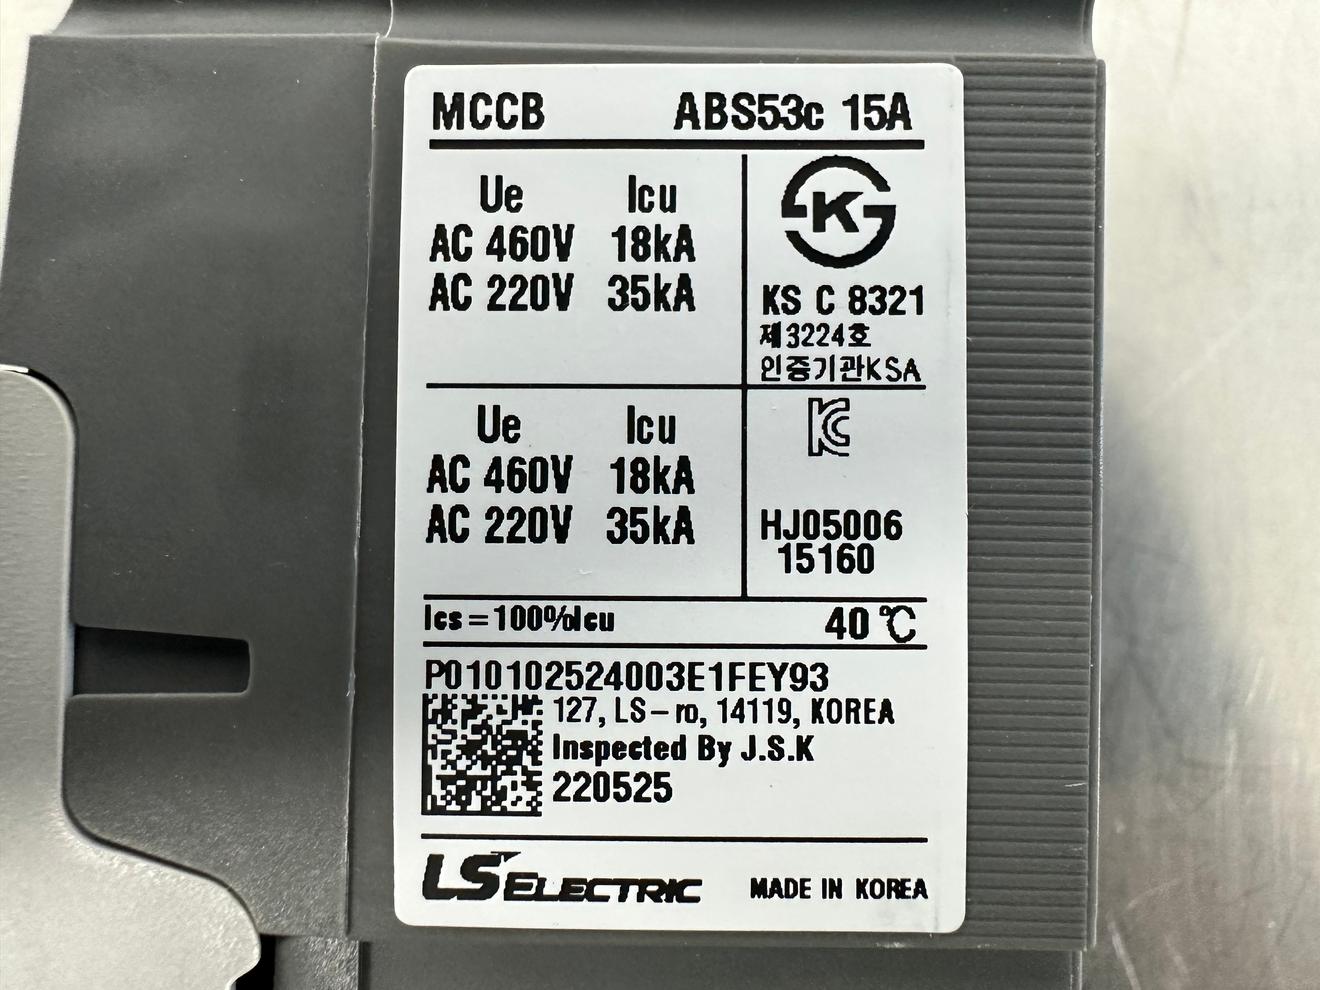 MCCB ABS53c 15A
Ue Icu
AC 460V 18kA
AC 220V 35kA
K
KS C 8321
제3224호
인증기관KSA
Ue Icu
AC 460V 18kA
AC 220V 35kA
KC
HJ05006
15160
Ics=100%Icu 40℃
P010102524003E1FEY93
127, LS-ro, 14119, KOREA
Inspected By J.S.K
220525
LS ELECTRIC MADE IN KOREA